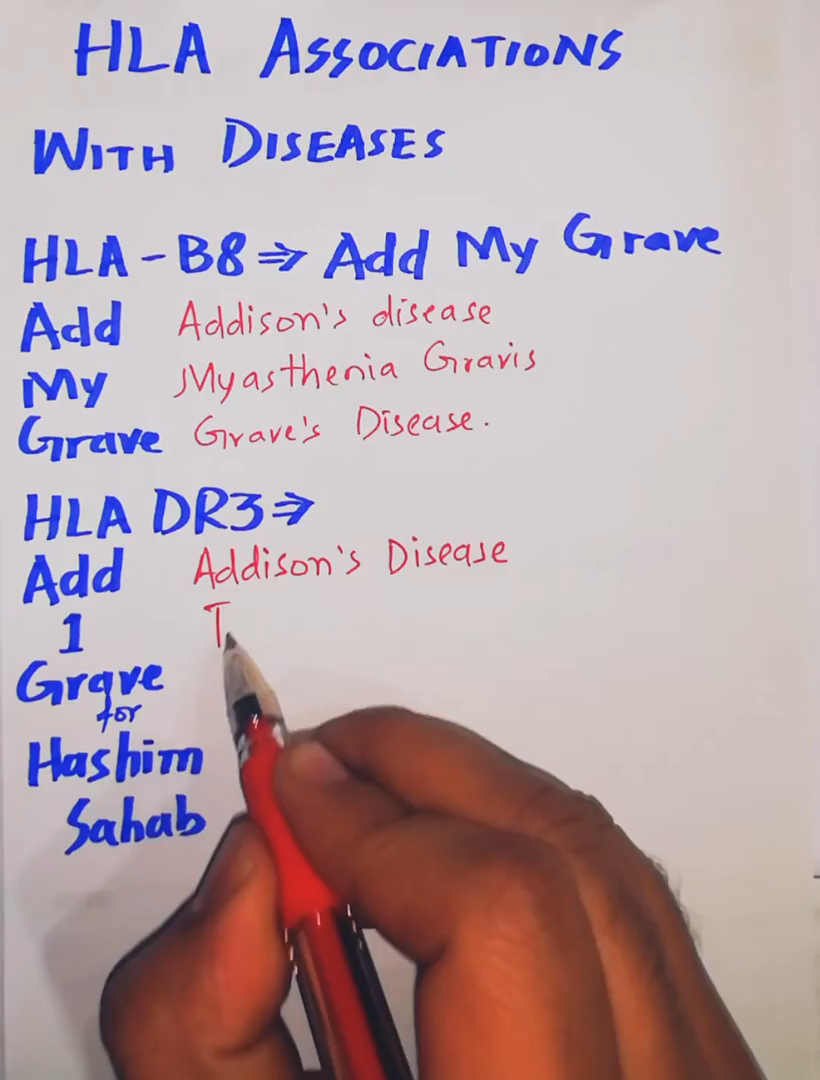 HLA ASSOCIATIONS
WITH DISEASES
HLA-B8⇒ Add My Grave
Add Addison's disease
My Myasthenia Gravis
Grave Grave's Disease.
HLA DR3⇒
Add Addison's Disease
1 T
Grave
for
Hashim
Sahab